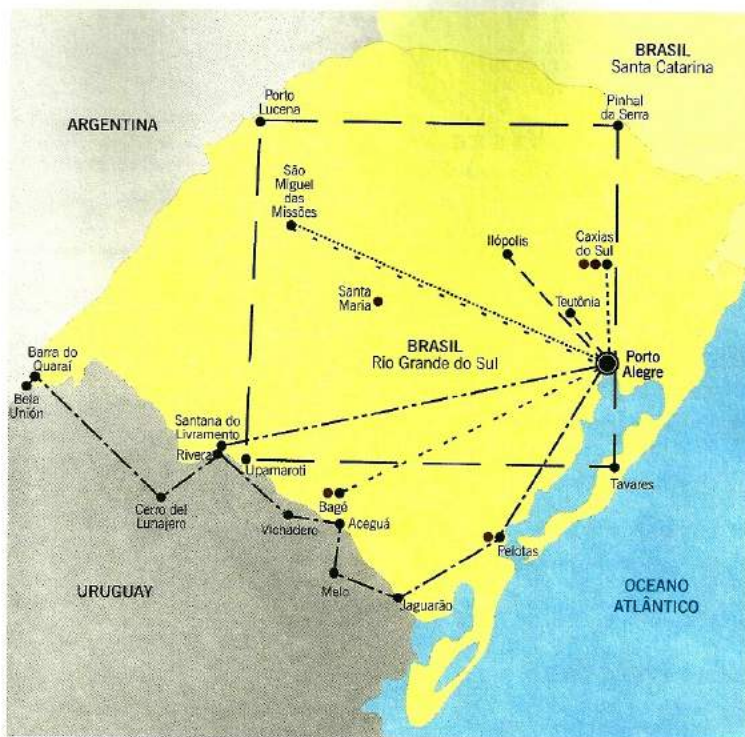 BRASIL
Santa Catarina
ARGENTINA
Porto
Lucena
Pinhal
da Serra
São
Miguel
das
Missões
Ilópolis
Caxias
do Sul
Santa
Maria
Teutônia
BRASIL
Rio Grande do Sul
Porto
Alegre
Barra do
Quaraí
Bela
Unión
Santana do
Livramento
Rivera
Upamaroti
Tavares
Cerro del
Lunajero
Bagé
Vichadero
Aceguá
Pelotas
URUGUAY
Melo
Jaguarão
OCEANO
ATLÂNTICO